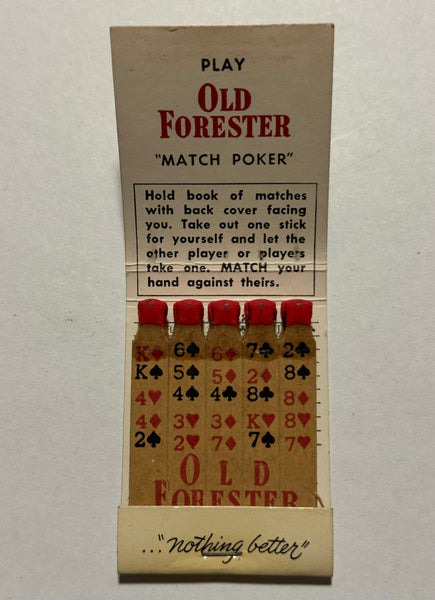 PLAY
OLD
FORESTER
"MATCH POKER"
Hold book of matches
with back cover facing
you. Take out one stick
for yourself and let the
other player or players
take one. MATCH your
hand against theirs.
K♦ 6♠ 6♦ 7♣ 2♣
K♠ 5♠ 5♦ 2♦ 8♠
4♥ 4♠ 4♣ 8♣ 8♦
4♦ 3♥ 3♦ K♥ 8♥
2♠ 2♥ 7♦ 7♠ 7♥
OLD
FORESTER
..."nothing better"